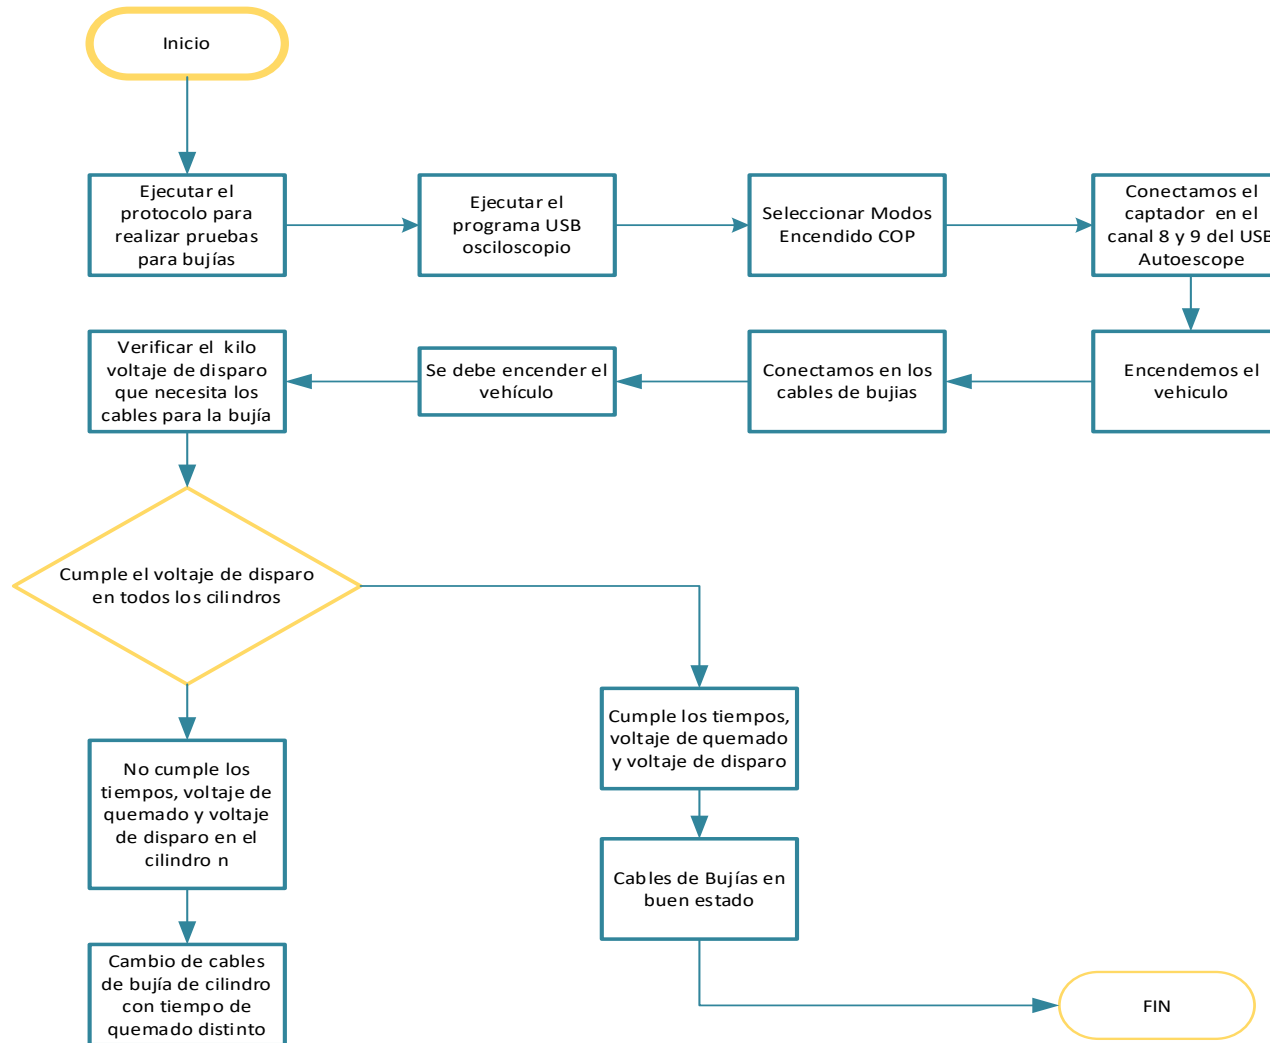 Inicio
Ejecutar el
protocolo para
realizar pruebas
para bujías
Ejecutar el
programa USB
osciloscopio
Seleccionar Modos
Encendido COP
Conectamos el
captador en el
canal 8 y 9 del USB
Autoescope
Encendemos el
vehiculo
Conectamos en los
cables de bujias
Se debe encender el
vehículo
Verificar el kilo
voltaje de disparo
que necesita los
cables para la bujía
Cumple el voltaje de disparo
en todos los cilindros
No cumple los
tiempos, voltaje de
quemado y voltaje
de disparo en el
cilindro n
Cambio de cables
de bujía de cilindro
con tiempo de
quemado distinto
Cumple los tiempos,
voltaje de quemado
y voltaje de disparo
Cables de Bujías en
buen estado
FIN